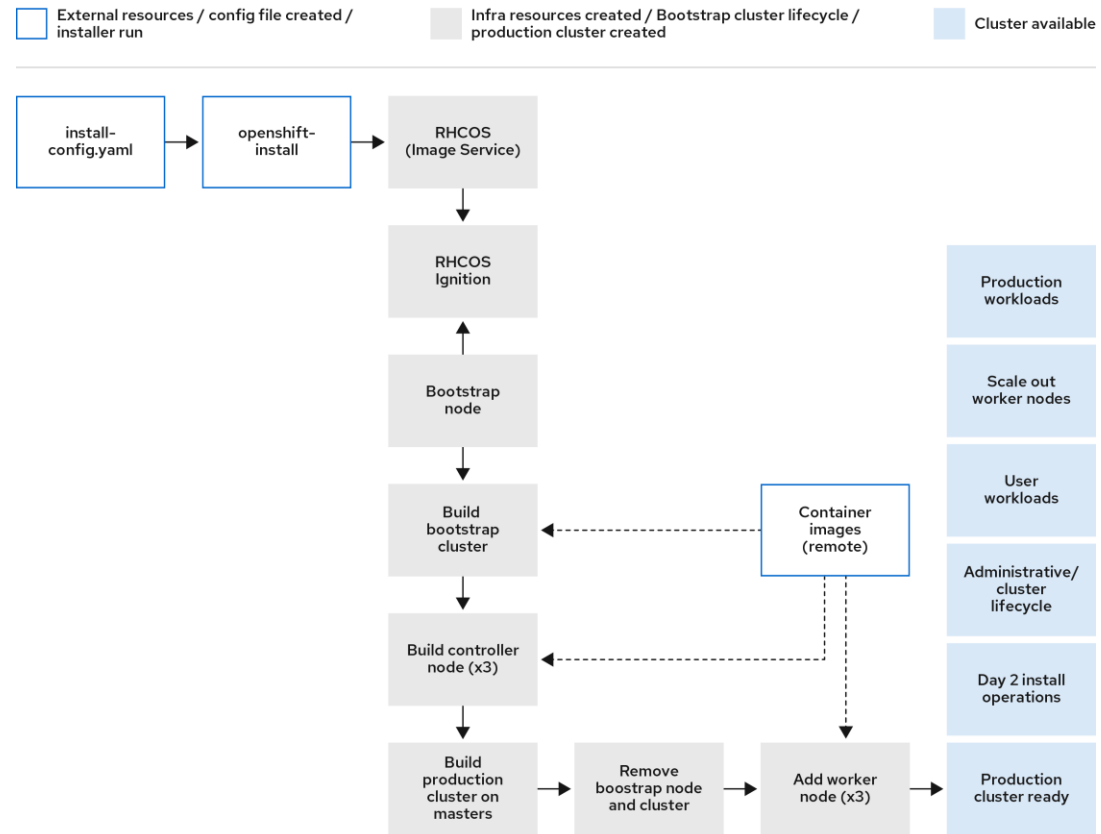 External resources / config file created /
installer run
Infra resources created / Bootstrap cluster lifecycle /
production cluster created
Cluster available
install-
config.yaml
openshift-
install
RHCOS
(Image Service)
RHCOS
Ignition
Bootstrap
node
Build
bootstrap
cluster
Container
images
(remote)
Build controller
node (x3)
Build
production
cluster on
masters
Remove
boostrap node
and cluster
Add worker
node (x3)
Production
workloads
Scale out
worker nodes
User
workloads
Administrative/
cluster
lifecycle
Day 2 install
operations
Production
cluster ready